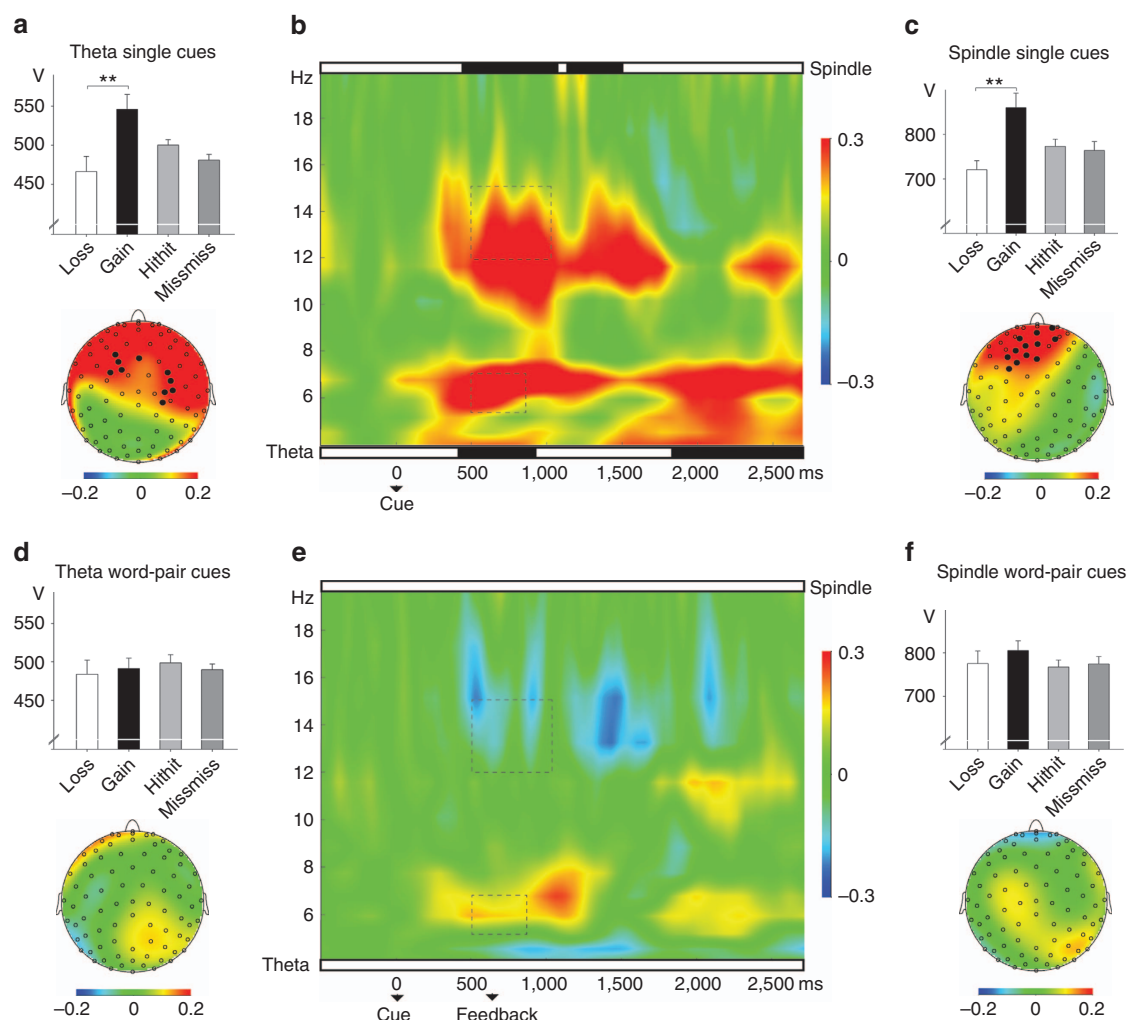 a
Theta single cues
V
**
550
500
450
Loss
Gain
Hithit
Missmiss
−0.2 0 0.2
b
Hz
Spindle
18
16
14
12
10
8
6
Theta
0 500 1,000 1,500 2,000 2,500 ms
Cue
0.3
0
−0.3
c
Spindle single cues
V
**
800
700
Loss
Gain
Hithit
Missmiss
−0.2 0 0.2
d
Theta word-pair cues
V
550
500
450
Loss
Gain
Hithit
Missmiss
−0.2 0 0.2
e
Hz
Spindle
18
16
14
12
10
8
6
Theta
0 500 1,000 1,500 2,000 2,500 ms
Cue Feedback
0.3
0
−0.3
f
Spindle word-pair cues
V
800
700
Loss
Gain
Hithit
Missmiss
−0.2 0 0.2